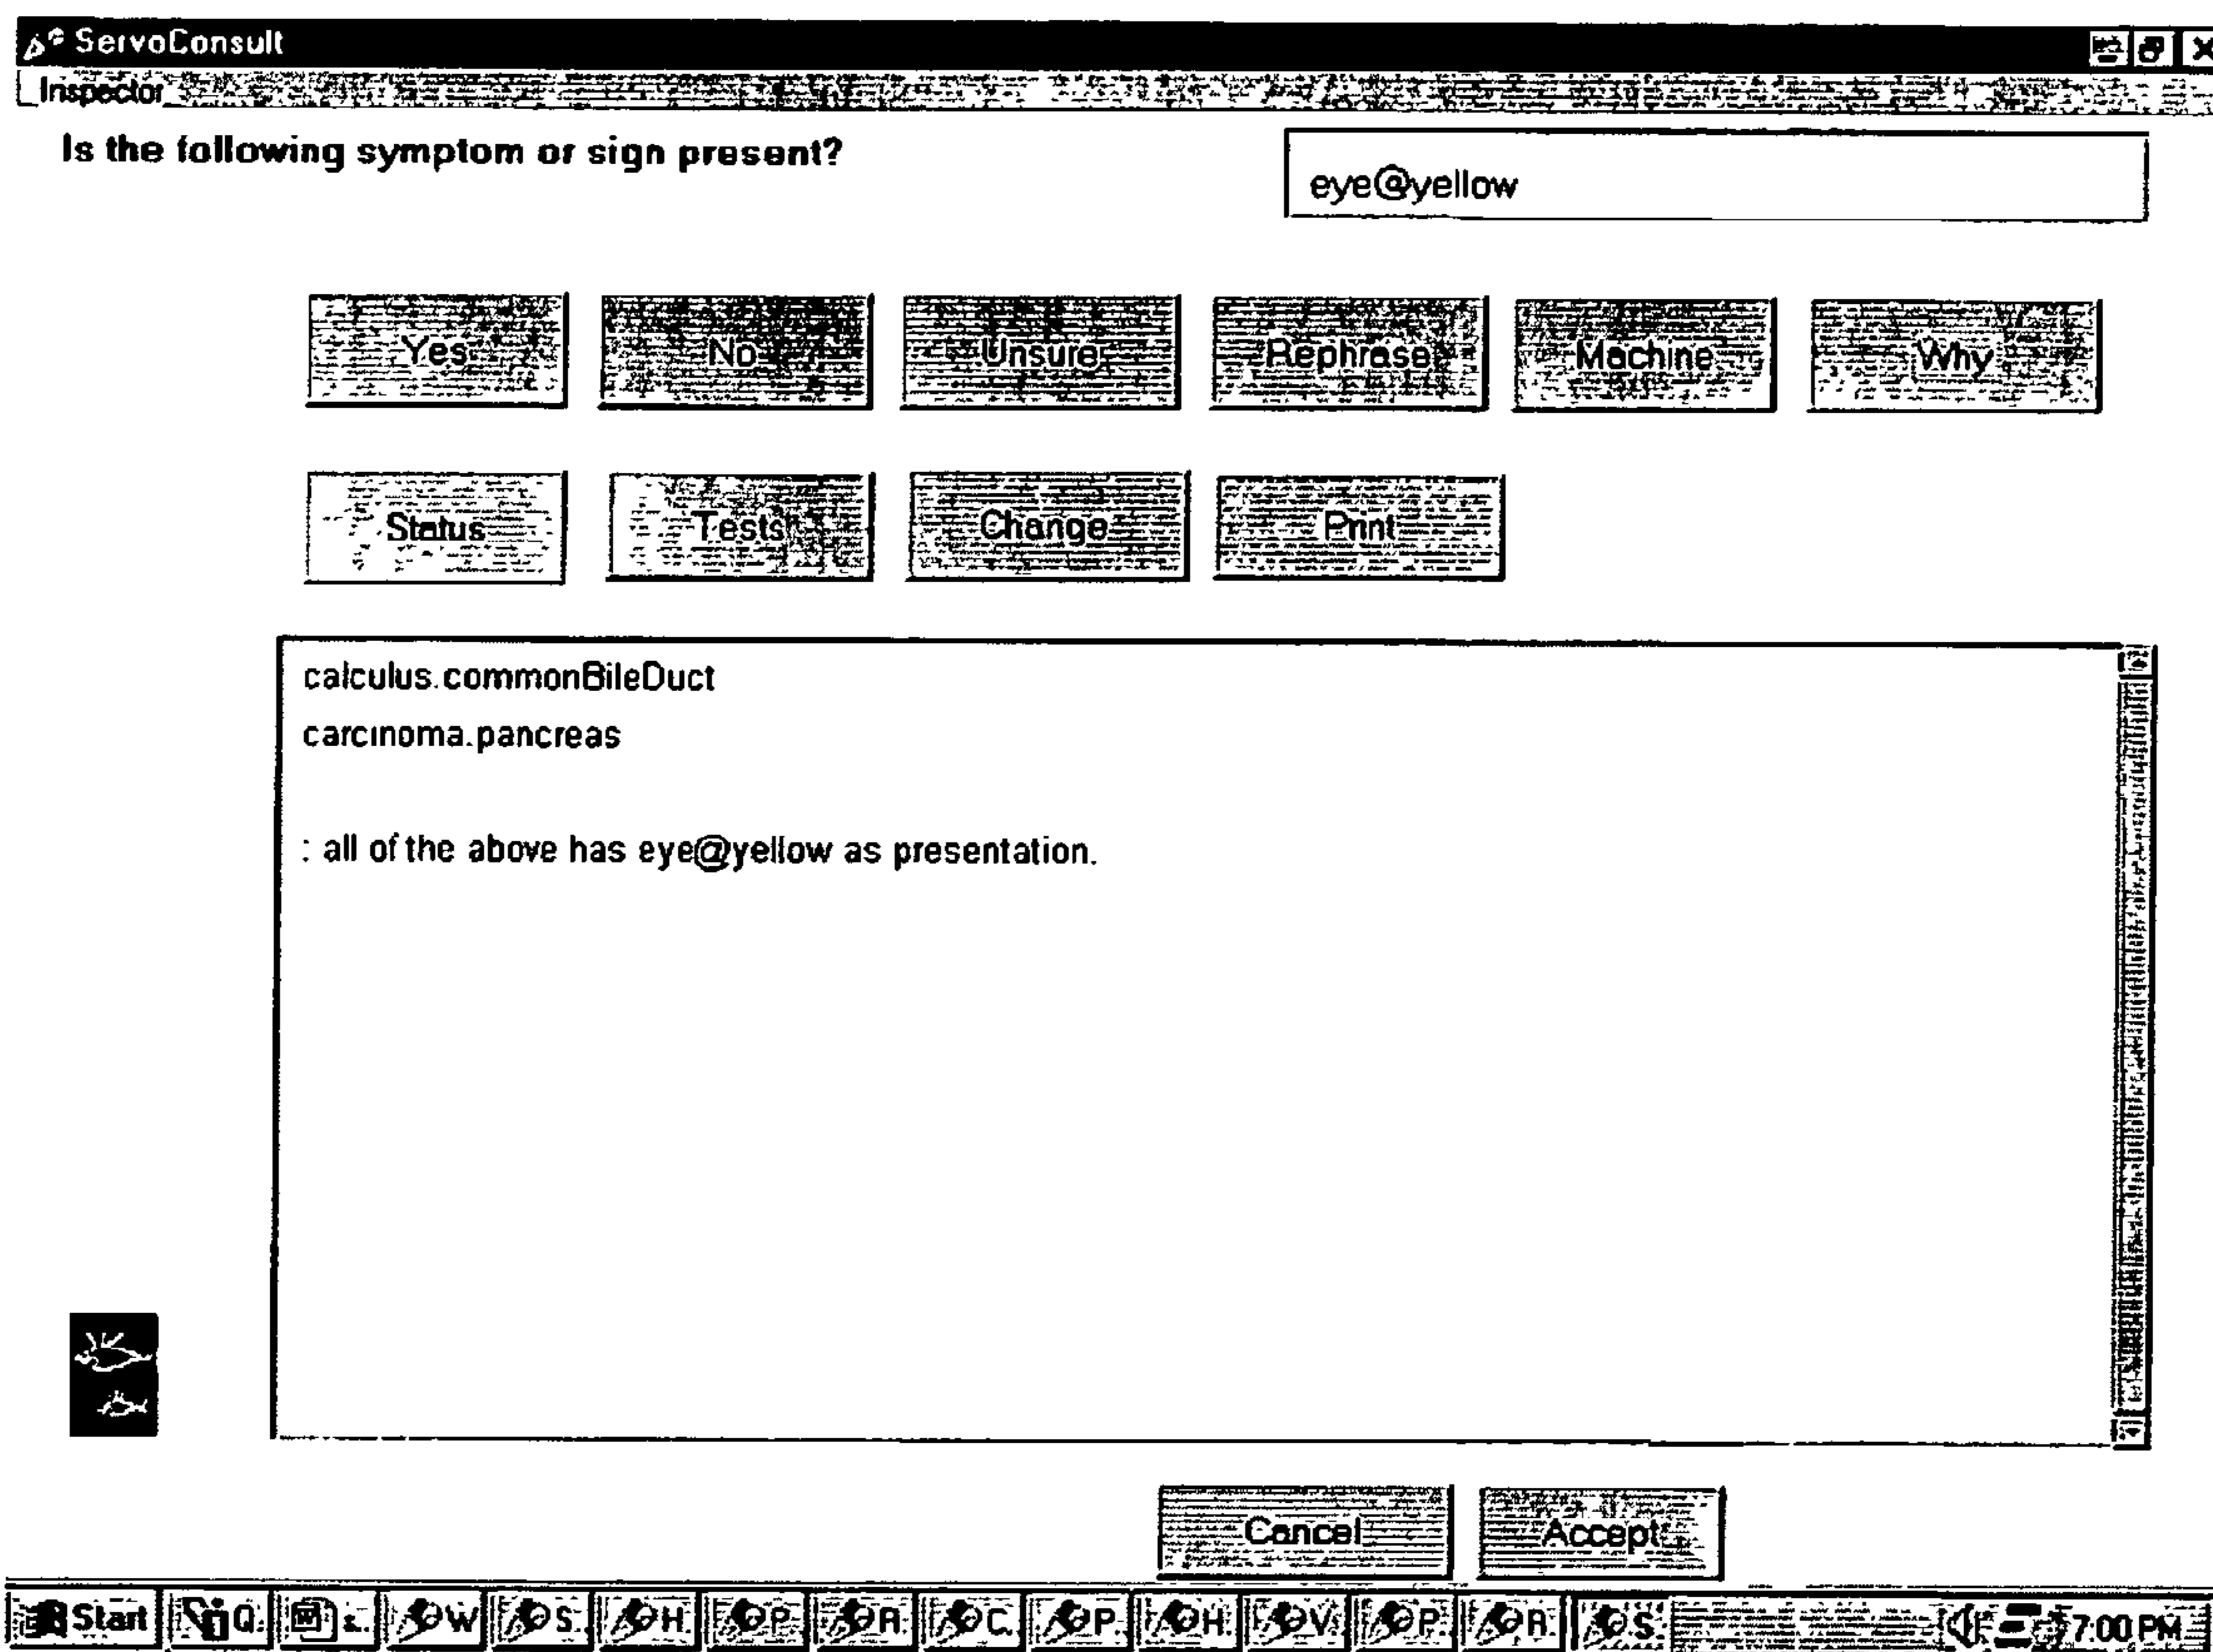 ServoConsult
Inspector
Is the following symptom or sign present?
eye@yellow
Yes No Unsure Rephrase Machine Why
Status Tests Change Print
calculus.commonBileDuct
carcinoma.pancreas
: all of the above has eye@yellow as presentation.
Cancel Accept
Start Q. W S. H P. A. C. P. H V. P. A. S. 7:00 PM